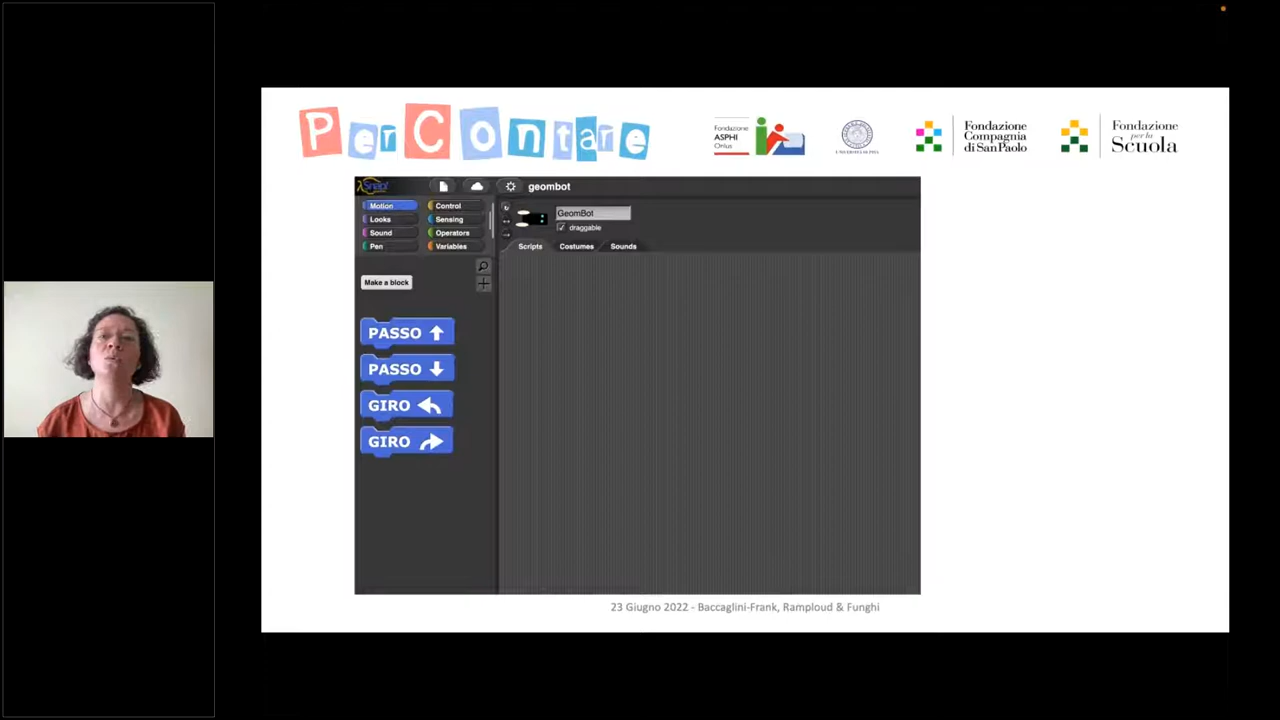 PerContare
Fondazione
ASPHI
Onlus
Fondazione
Compagnia
di San Paolo
Fondazione
per la
Scuola
Snap!
geombot
Motion
Control
Looks
Sensing
Sound
Operators
Pen
Variables
GeomBot
draggable
Scripts
Costumes
Sounds
Make a block
PASSO
PASSO
GIRO
GIRO
23 Giugno 2022 - Baccaglini-Frank, Ramploud & Funghi